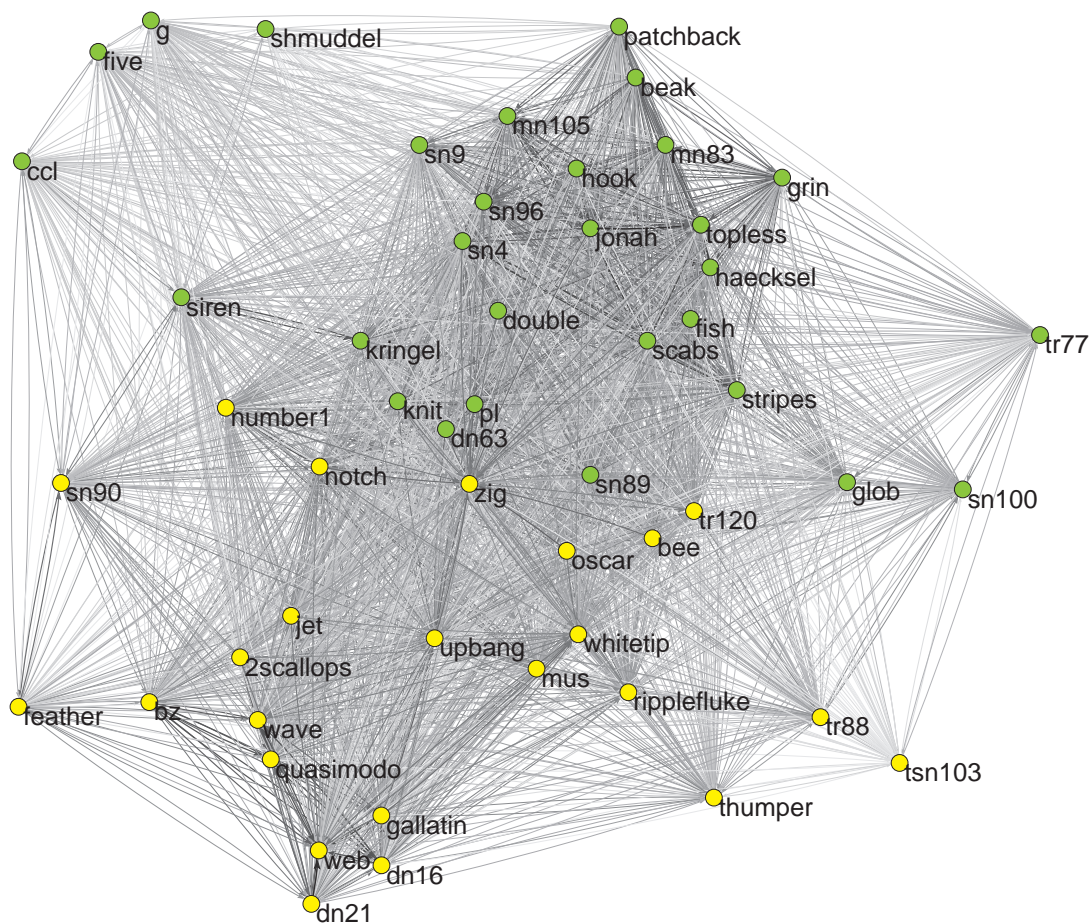 g
shmuddel
patchback
five
beak
mn105
sn9
mn83
ccl
hook
grin
sn96
jonah
topless
sn4
haecksel
siren
double
fish
kringel
scabs
tr77
stripes
knit
pl
number1
dn63
notch
sn89
glob
sn90
zig
sn100
tr120
bee
oscar
jet
upbang
whitetip
2scallops
mus
ripplefluke
feather
bz
wave
tr88
quasimodo
tsn103
thumper
gallatin
web
dn16
dn21